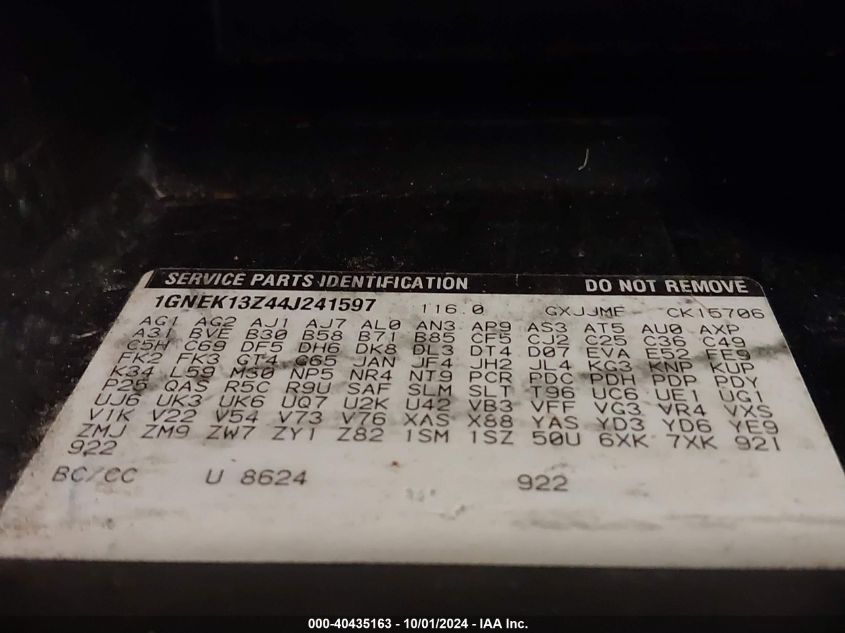 SERVICE PARTS IDENTIFICATION DO NOT REMOVE
1GNEK13Z44J241597 116.0 GXJJMF CK15706
AG1 AG2 AJ1 AJ7 AL0 AN3 AP9 AS3 AT5 AU0 AXP
A31 BVE B30 B58 B71 B85 CF5 CJ2 C25 C36 C49
C5H C69 DF5 DH6 DK8 DL3 DT4 D07 EVA E52 FE9
FK2 FK3 GT4 G65 JAN JF4 JH2 JL4 KG3 KNP KUP
K34 L59 MS0 NP5 NR4 NT9 PCR PDC PDH PDP PDY
P25 QAS R5C R9U SAF SLM SLT T96 UC6 UE1 UG1
UJ6 UK3 UK6 UQ7 U2K U42 VB3 VFF VG3 VR4 VXS
V1K V22 V54 V73 V76 XAS X88 YAS YD3 YD6 YE9
ZMJ ZM9 ZW7 ZY1 Z82 1SM 1SZ 50U 6XK 7XK 92I
922
BC/CC U 8624 922
000-40435163 - 10/01/2024 - IAA Inc.